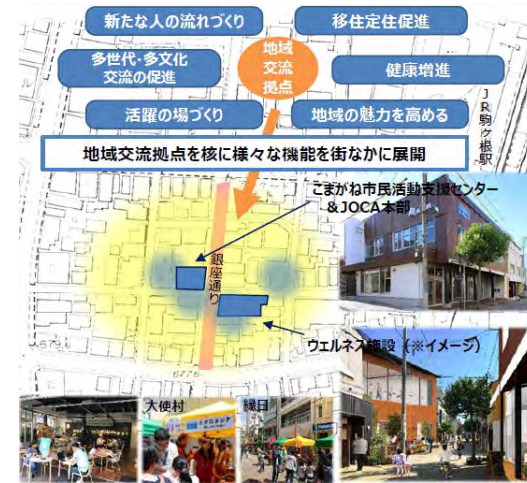 新たな人の流れづくり
移住定住促進
地域
交流
拠点
多世代・多文化
交流の促進
健康増進
活躍の場づくり
地域の魅力を高める
JR駒ヶ根駅
地域交流拠点を核に様々な機能を街なかに展開
こまがね市民活動支援センター
&JOCA本部
銀座通り
ウェルネス施設(※イメージ)
6776
大使村
縁日